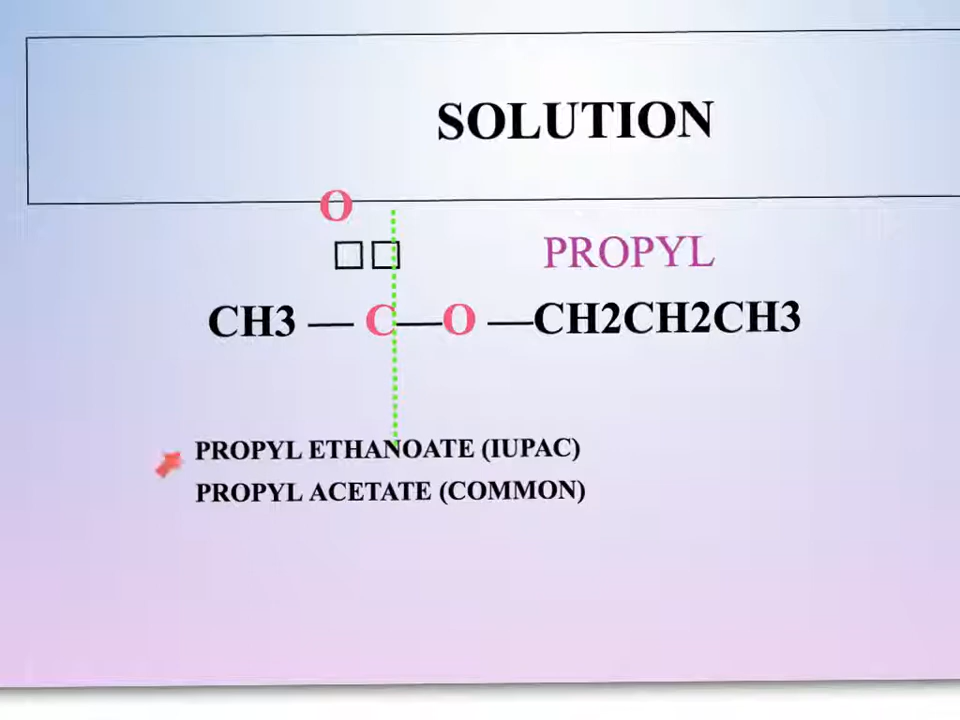 SOLUTION
O
□□
PROPYL
CH3 — C—O —CH2CH2CH3
PROPYL ETHANOATE (IUPAC)
PROPYL ACETATE (COMMON)